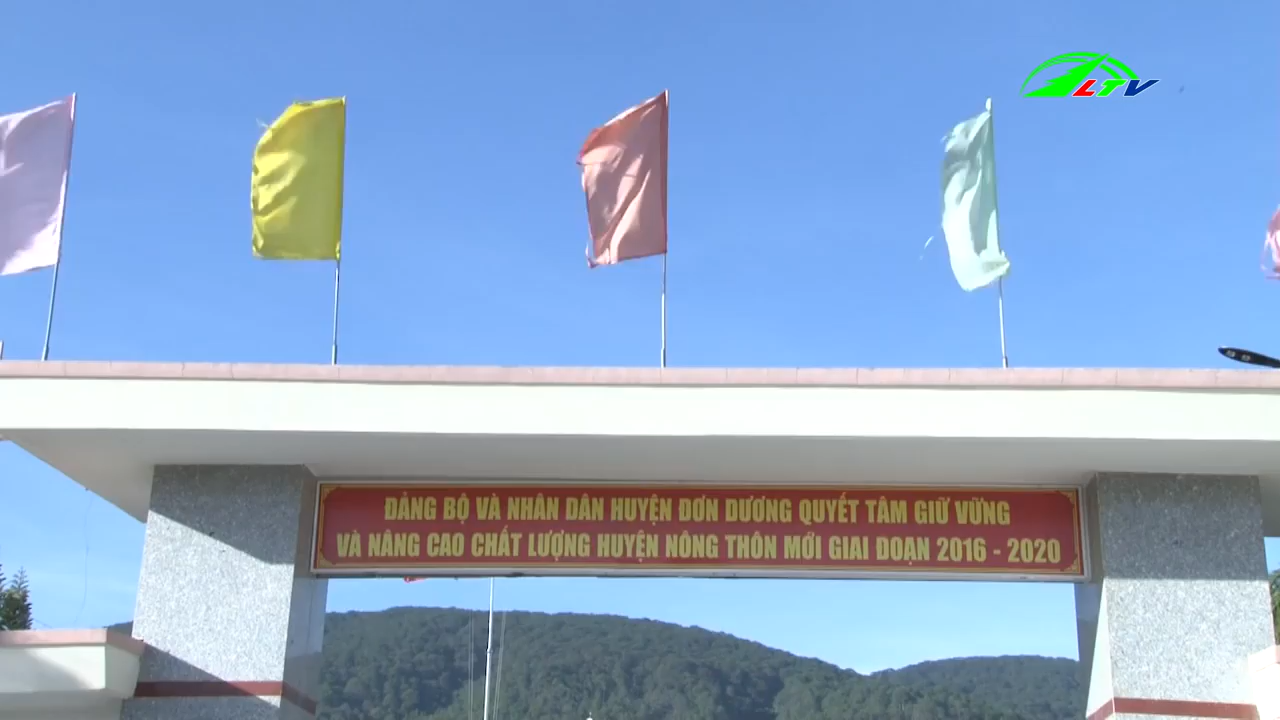 LTV
ĐẢNG BỘ VÀ NHÂN DÂN HUYỆN ĐƠN DƯƠNG QUYẾT TÂM GIỮ VỮNG
VÀ NÂNG CAO CHẤT LƯỢNG HUYỆN NÔNG THÔN MỚI GIAI ĐOẠN 2016 - 2020